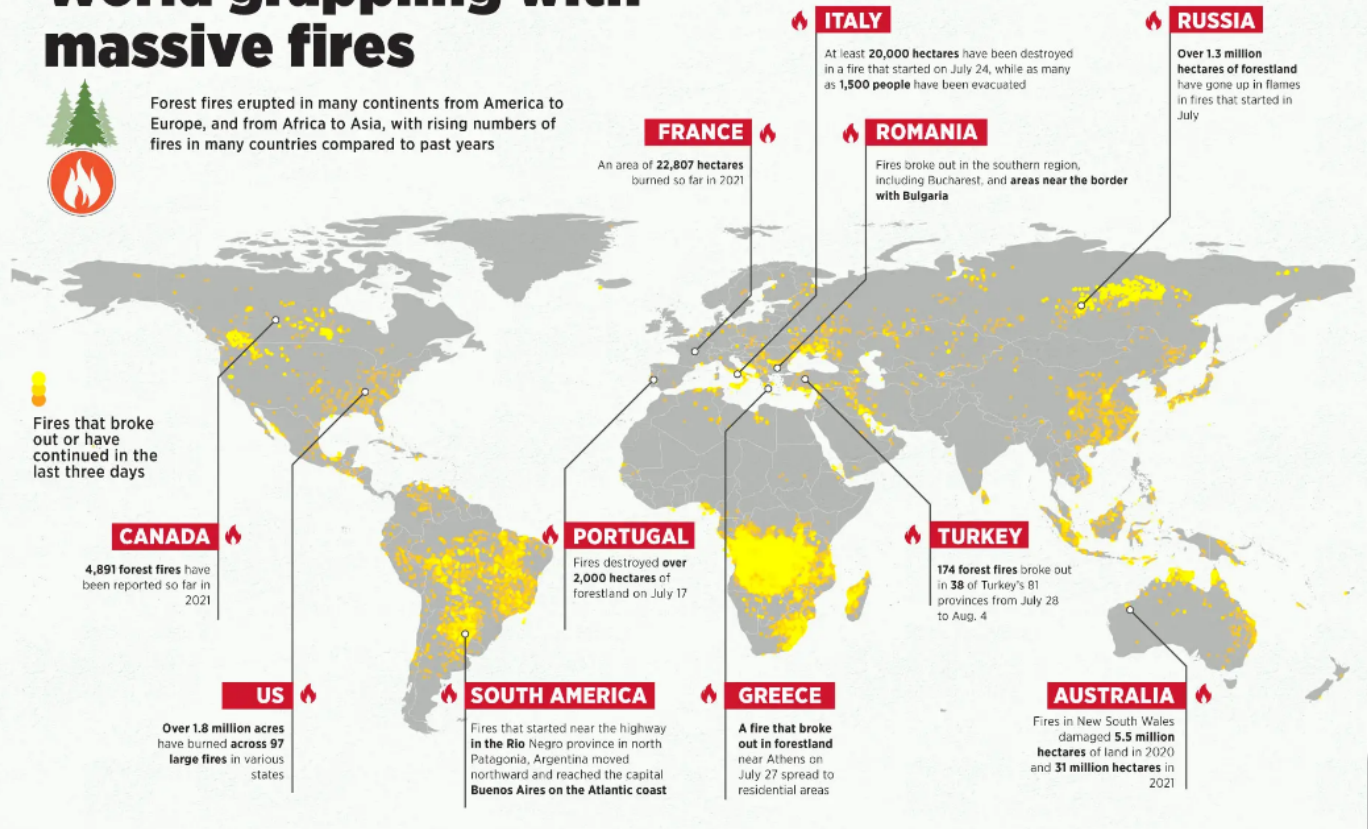 World grappling with
massive fires
Forest fires erupted in many continents from America to
Europe, and from Africa to Asia, with rising numbers of
fires in many countries compared to past years
ITALY
At least 20,000 hectares have been destroyed
in a fire that started on July 24, while as many
as 1,500 people have been evacuated
RUSSIA
Over 1.3 million
hectares of forestland
have gone up in flames
in fires that started in
July
FRANCE
An area of 22,807 hectares
burned so far in 2021
ROMANIA
Fires broke out in the southern region,
including Bucharest, and areas near the border
with Bulgaria
Fires that broke
out or have
continued in the
last three days
CANADA
4,891 forest fires have
been reported so far in
2021
PORTUGAL
Fires destroyed over
2,000 hectares of
forestland on July 17
TURKEY
174 forest fires broke out
in 38 of Turkey's 81
provinces from July 28
to Aug. 4
US
Over 1.8 million acres
have burned across 97
large fires in various
states
SOUTH AMERICA
Fires that started near the highway
in the Rio Negro province in north
Patagonia, Argentina moved
northward and reached the capital
Buenos Aires on the Atlantic coast
GREECE
A fire that broke
out in forestland
near Athens on
July 27 spread to
residential areas
AUSTRALIA
Fires in New South Wales
damaged 5.5 million
hectares of land in 2020
and 31 million hectares in
2021